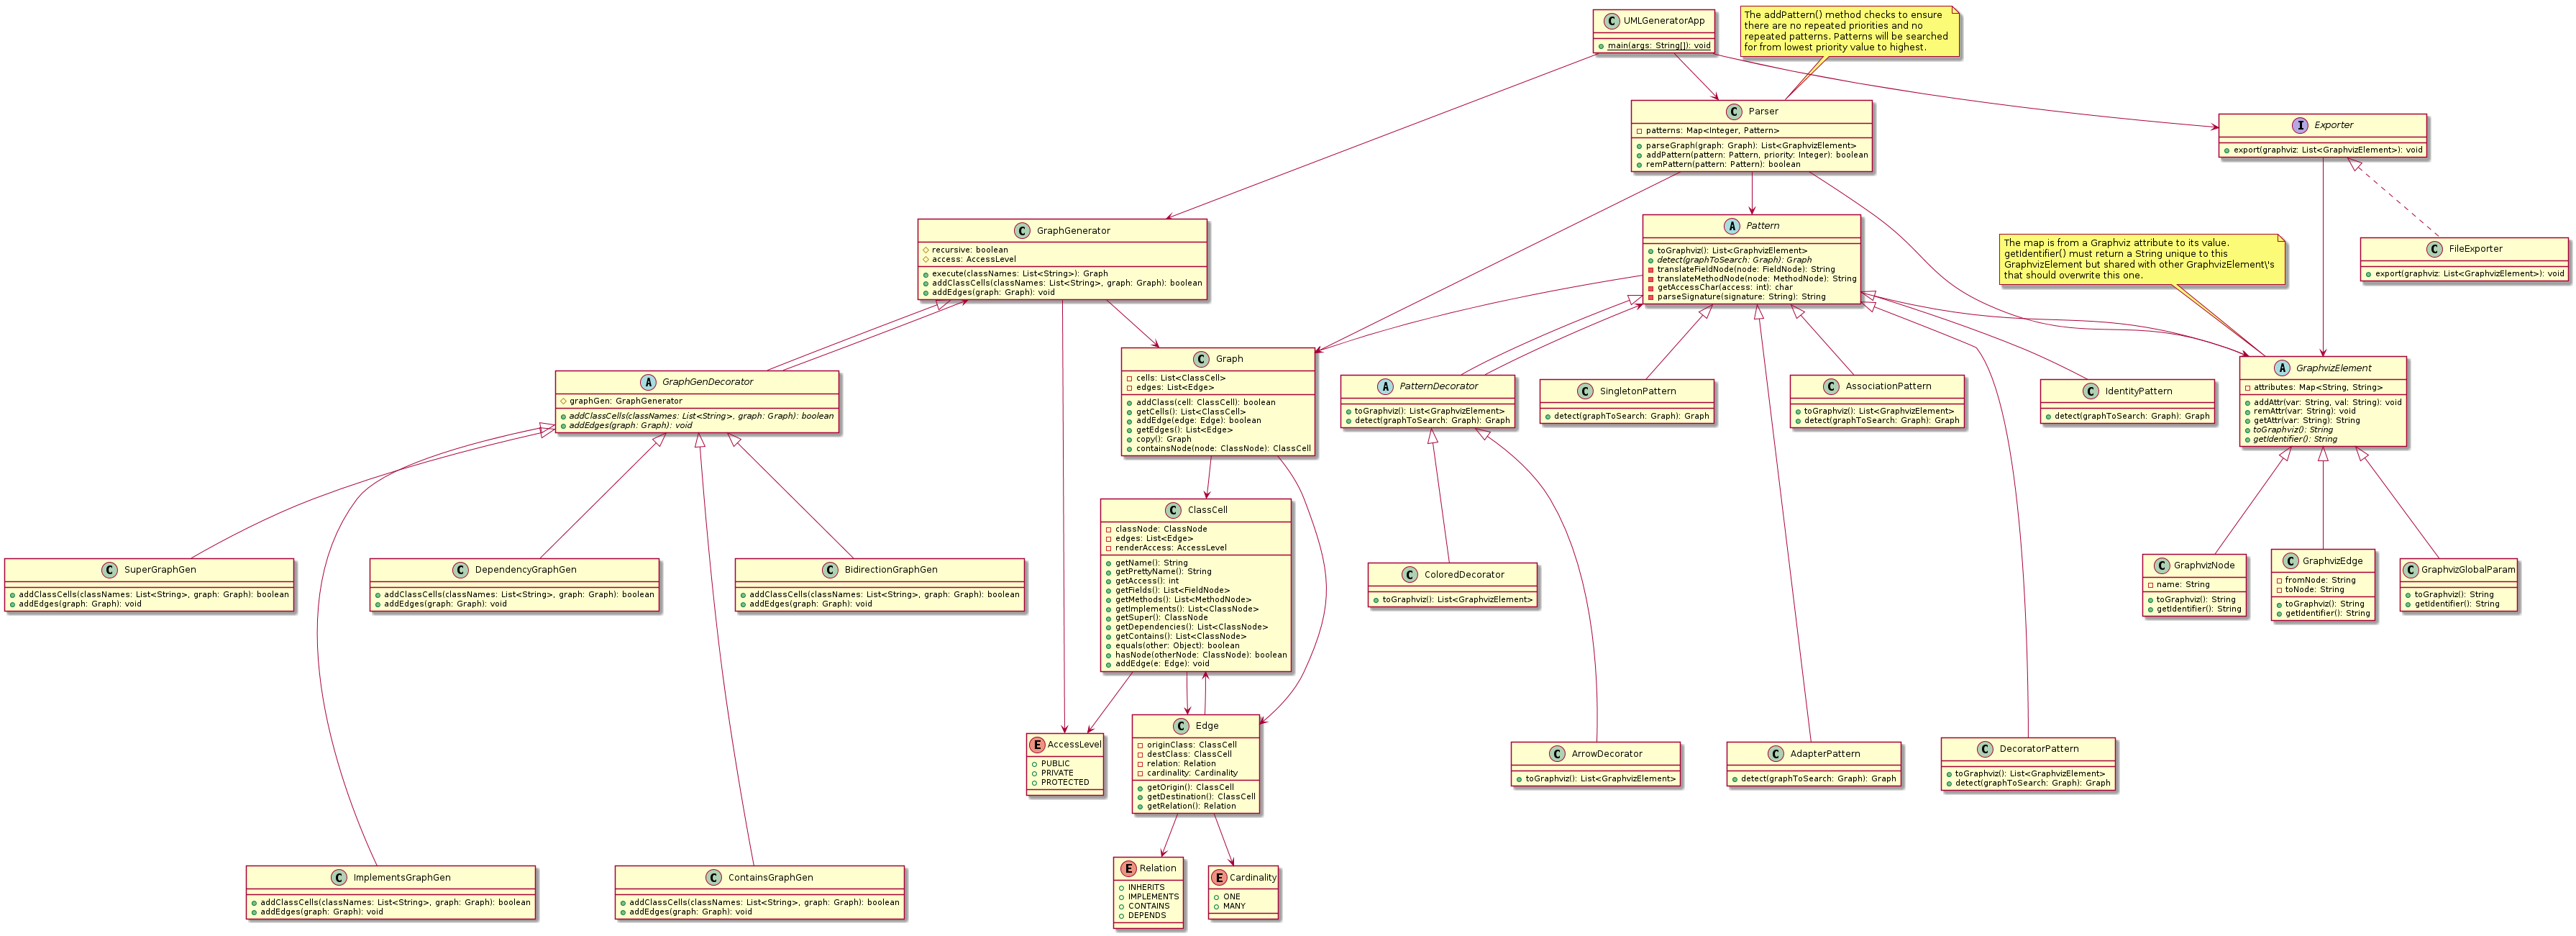 UMLGeneratorApp
main(args: String[]): void
The addPattern() method checks to ensure
there are no repeated priorities and no
repeated patterns. Patterns will be searched
for from lowest priority value to highest.
Parser
patterns: Map<Integer, Pattern>
parseGraph(graph: Graph): List<GraphvizElement>
addPattern(pattern: Pattern, priority: Integer): boolean
remPattern(pattern: Pattern): boolean
Exporter
export(graphviz: List<GraphvizElement>): void
GraphGenerator
recursive: boolean
access: AccessLevel
execute(classNames: List<String>): Graph
addClassCells(classNames: List<String>, graph: Graph): boolean
addEdges(graph: Graph): void
Pattern
toGraphviz(): List<GraphvizElement>
detect(graphToSearch: Graph): Graph
translateFieldNode(node: FieldNode): String
translateMethodNode(node: MethodNode): String
getAccessChar(access: int): char
parseSignature(signature: String): String
The map is from a Graphviz attribute to its value.
getIdentifier() must return a String unique to this
GraphvizElement but shared with other GraphvizElement\'s
that should overwrite this one.
FileExporter
export(graphviz: List<GraphvizElement>): void
GraphGenDecorator
graphGen: GraphGenerator
addClassCells(classNames: List<String>, graph: Graph): boolean
addEdges(graph: Graph): void
Graph
cells: List<ClassCell>
edges: List<Edge>
addClass(cell: ClassCell): boolean
getCells(): List<ClassCell>
addEdge(edge: Edge): boolean
getEdges(): List<Edge>
copy(): Graph
containsNode(node: ClassNode): ClassCell
PatternDecorator
toGraphviz(): List<GraphvizElement>
detect(graphToSearch: Graph): Graph
SingletonPattern
detect(graphToSearch: Graph): Graph
AssociationPattern
toGraphviz(): List<GraphvizElement>
detect(graphToSearch: Graph): Graph
IdentityPattern
detect(graphToSearch: Graph): Graph
GraphvizElement
attributes: Map<String, String>
addAttr(var: String, val: String): void
remAttr(var: String): void
getAttr(var: String): String
toGraphviz(): String
getIdentifier(): String
SuperGraphGen
addClassCells(classNames: List<String>, graph: Graph): boolean
addEdges(graph: Graph): void
DependencyGraphGen
addClassCells(classNames: List<String>, graph: Graph): boolean
addEdges(graph: Graph): void
BidirectionGraphGen
addClassCells(classNames: List<String>, graph: Graph): boolean
addEdges(graph: Graph): void
ClassCell
classNode: ClassNode
edges: List<Edge>
renderAccess: AccessLevel
getName(): String
getPrettyName(): String
getAccess(): int
getFields(): List<FieldNode>
getMethods(): List<MethodNode>
getImplements(): List<ClassNode>
getSuper(): ClassNode
getDependencies(): List<ClassNode>
getContains(): List<ClassNode>
equals(other: Object): boolean
hasNode(otherNode: ClassNode): boolean
addEdge(e: Edge): void
ColoredDecorator
toGraphviz(): List<GraphvizElement>
GraphvizNode
name: String
toGraphviz(): String
getIdentifier(): String
GraphvizEdge
fromNode: String
toNode: String
toGraphviz(): String
getIdentifier(): String
GraphvizGlobalParam
toGraphviz(): String
getIdentifier(): String
AccessLevel
PUBLIC
PRIVATE
PROTECTED
Edge
originClass: ClassCell
destClass: ClassCell
relation: Relation
cardinality: Cardinality
getOrigin(): ClassCell
getDestination(): ClassCell
getRelation(): Relation
ArrowDecorator
toGraphviz(): List<GraphvizElement>
AdapterPattern
detect(graphToSearch: Graph): Graph
DecoratorPattern
toGraphviz(): List<GraphvizElement>
detect(graphToSearch: Graph): Graph
ImplementsGraphGen
addClassCells(classNames: List<String>, graph: Graph): boolean
addEdges(graph: Graph): void
ContainsGraphGen
addClassCells(classNames: List<String>, graph: Graph): boolean
addEdges(graph: Graph): void
Relation
INHERITS
IMPLEMENTS
CONTAINS
DEPENDS
Cardinality
ONE
MANY